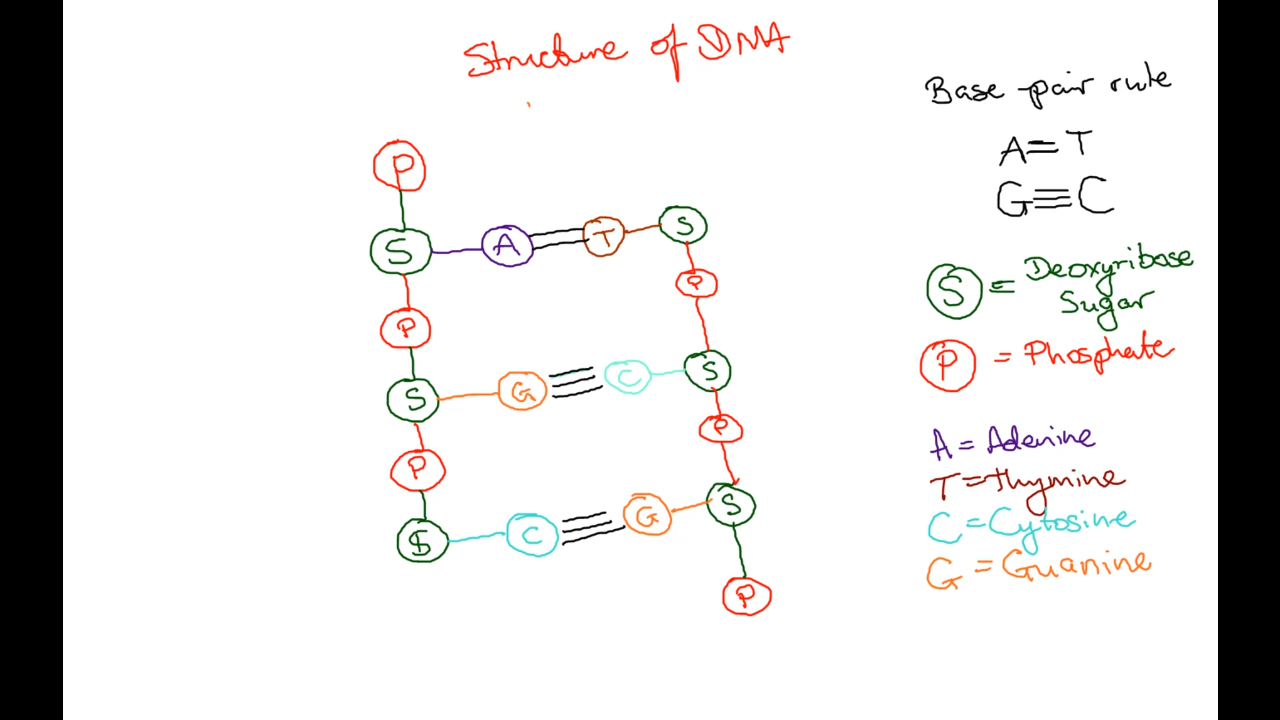 Structure of DNA
Base-pair rule
A=T
G≡C
S = Deoxyribose
Sugar
P = Phosphate
A = Adenine
T = thymine
C = Cytosine
G = Guanine
P
S A T S
P P
S G C S
P P
S C G S
P